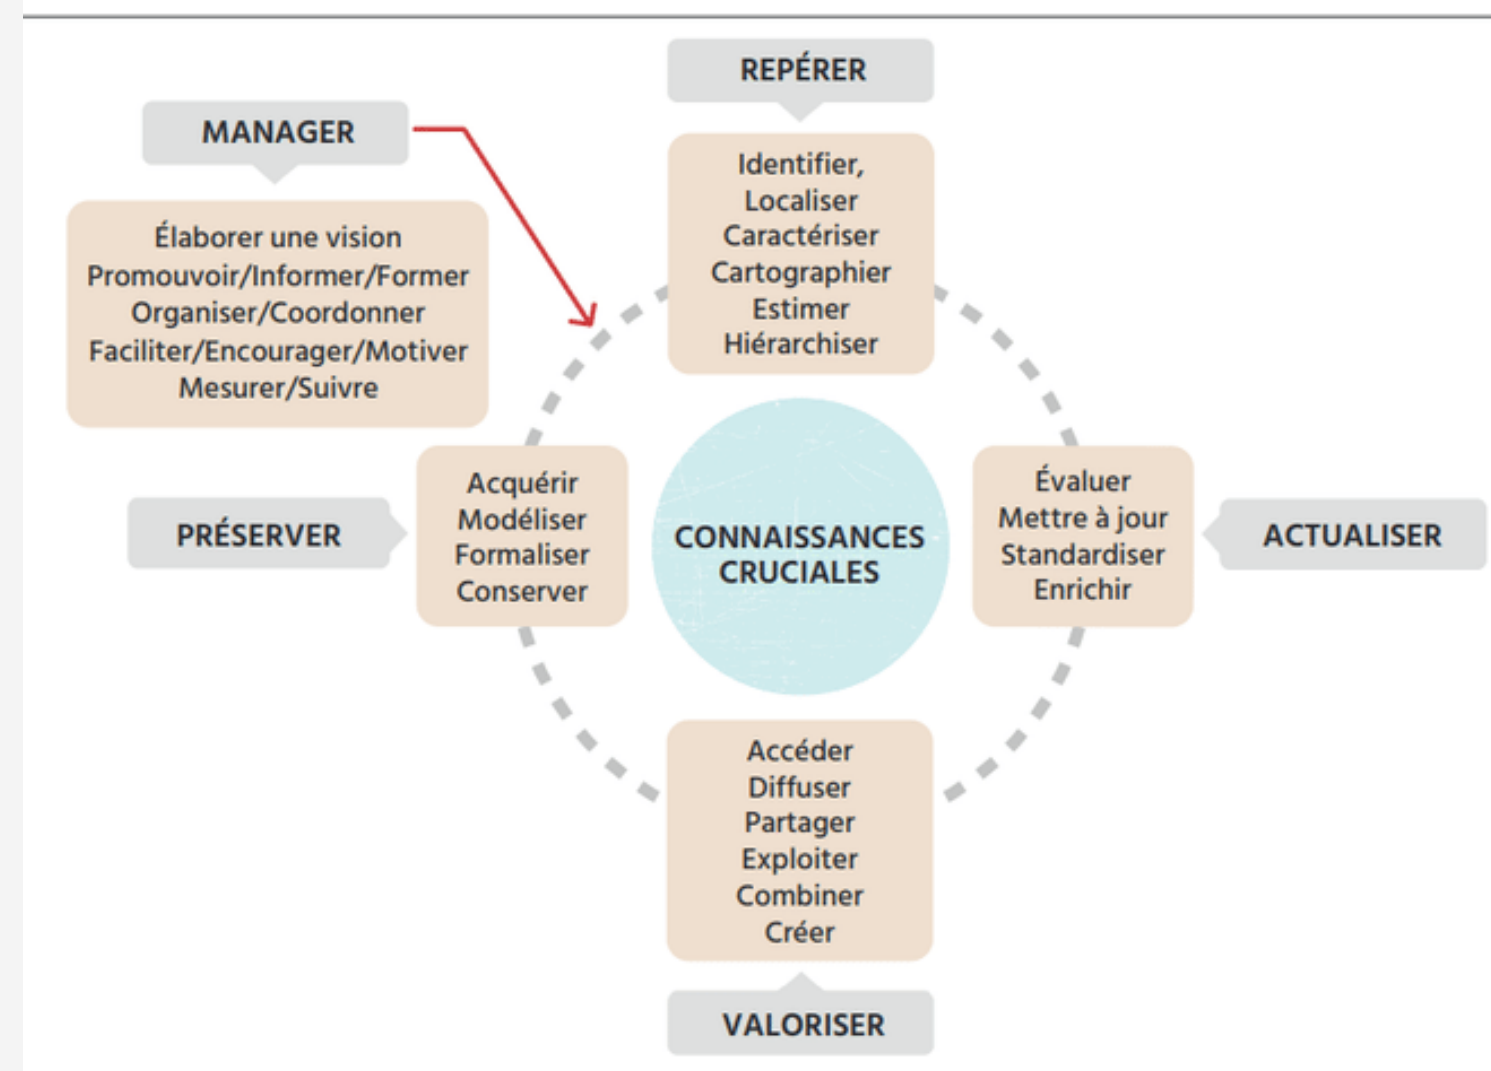 REPÉRER
Identifier,
Localiser
Caractériser
Cartographier
Estimer
Hiérarchiser
MANAGER
Élaborer une vision
Promouvoir/Informer/Former
Organiser/Coordonner
Faciliter/Encourager/Motiver
Mesurer/Suivre
PRÉSERVER
Acquérir
Modéliser
Formaliser
Conserver
CONNAISSANCES
CRUCIALES
Évaluer
Mettre à jour
Standardiser
Enrichir
ACTUALISER
Accéder
Diffuser
Partager
Exploiter
Combiner
Créer
VALORISER